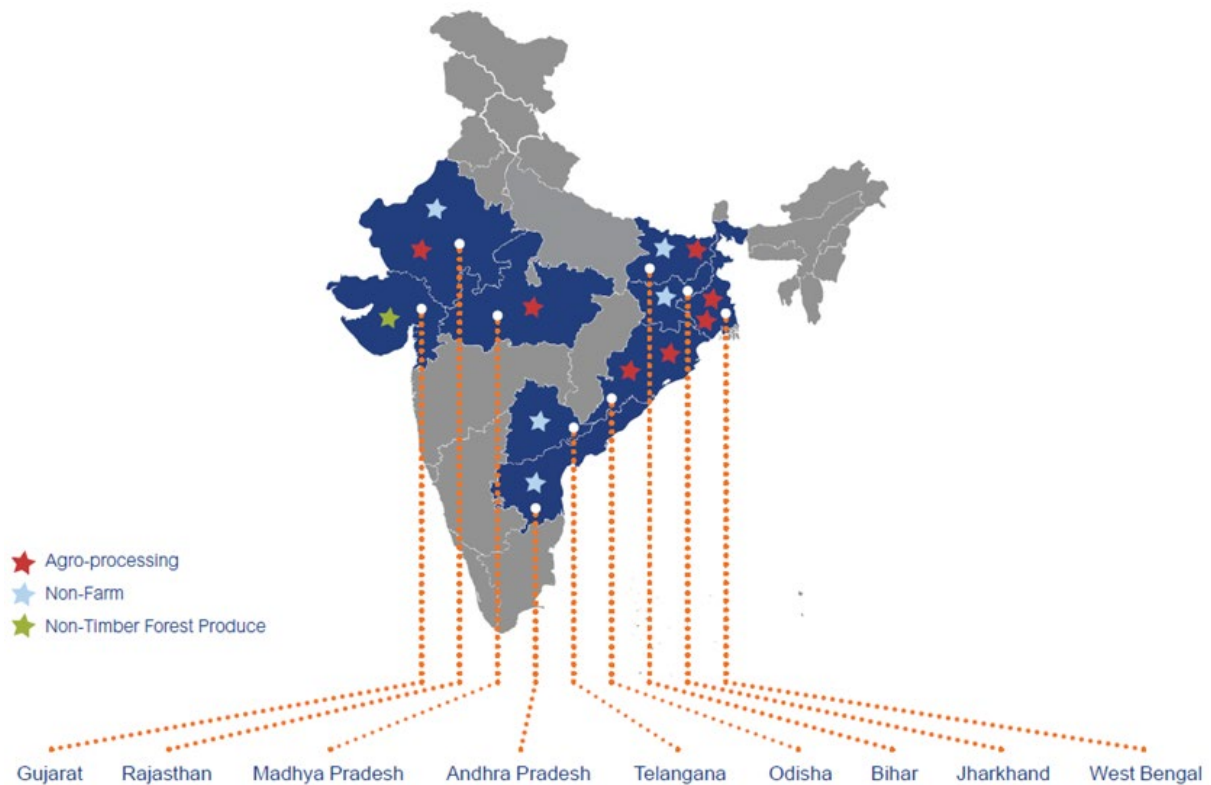 Agro-processing
Non-Farm
Non-Timber Forest Produce
Gujarat Rajasthan Madhya Pradesh Andhra Pradesh Telangana Odisha Bihar Jharkhand West Bengal